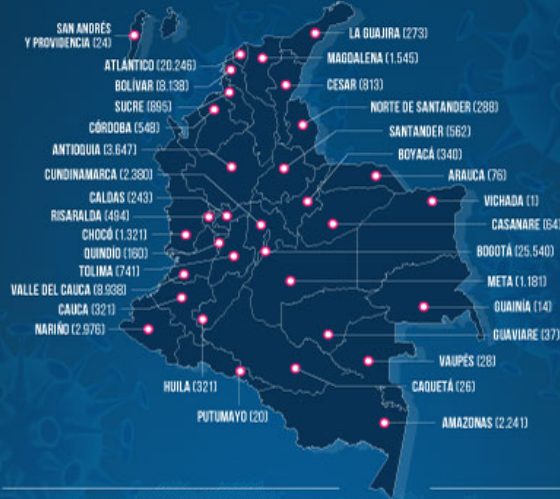 SAN ANDRÉS
Y PROVIDENCIA (24)
ATLÁNTICO (20.246)
BOLÍVAR (8.138)
SUCRE (895)
CÓRDOBA (548)
ANTIOQUIA (3.647)
CUNDINAMARCA (2.380)
CALDAS (243)
RISARALDA (494)
CHOCÓ (1.321)
QUINDÍO (160)
TOLIMA (741)
VALLE DEL CAUCA (8.938)
CAUCA (321)
NARIÑO (2.976)
HUILA (321)
PUTUMAYO (20)
LA GUAJIRA (273)
MAGDALENA (1.545)
CESAR (813)
NORTE DE SANTANDER (288)
SANTANDER (562)
BOYACÁ (340)
ARAUCA (76)
VICHADA (1)
CASANARE (64)
BOGOTÁ (25.540)
META (1.181)
GUAINÍA (14)
GUAVIARE (37)
VAUPÉS (28)
CAQUETÁ (26)
AMAZONAS (2.241)